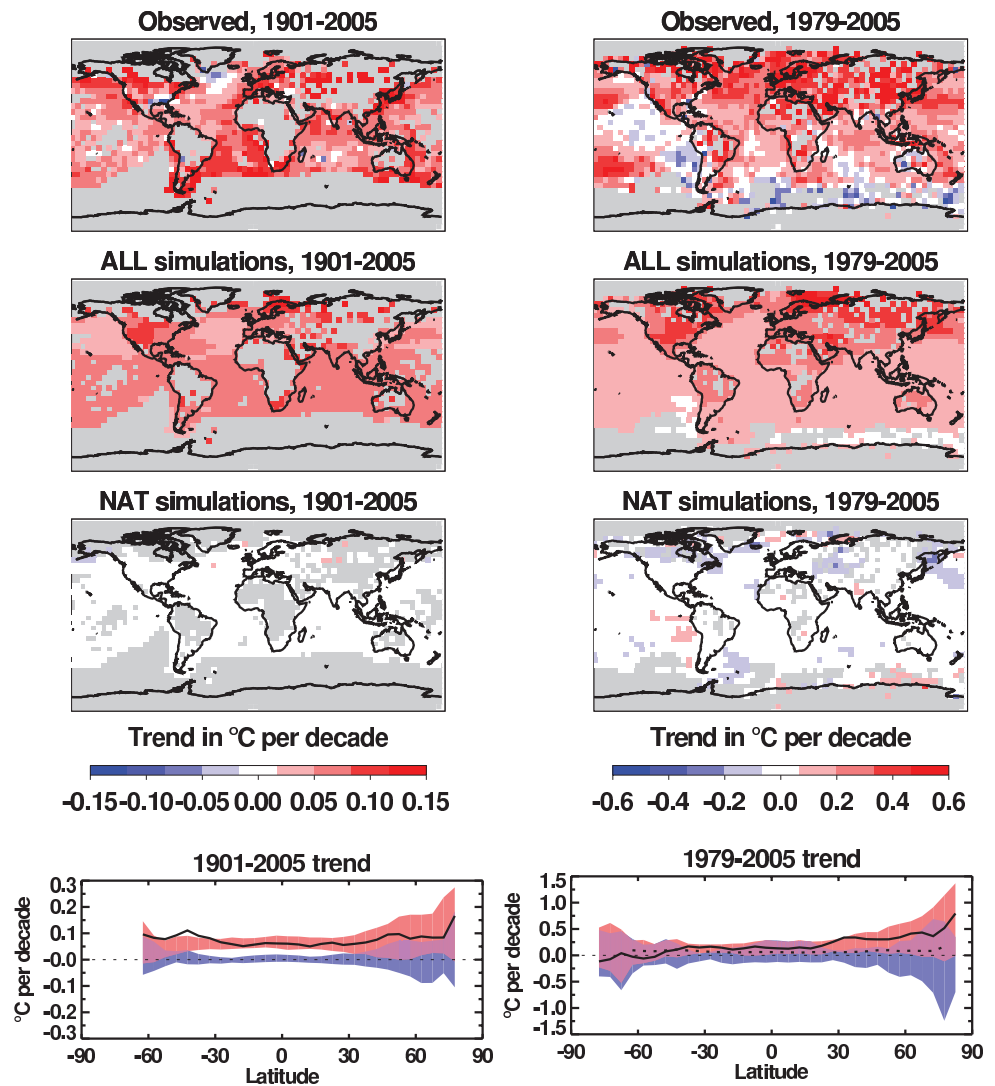 Observed, 1901-2005
Observed, 1979-2005
ALL simulations, 1901-2005
ALL simulations, 1979-2005
NAT simulations, 1901-2005
NAT simulations, 1979-2005
Trend in °C per decade
-0.15 -0.10 -0.05 0.00 0.05 0.10 0.15
Trend in °C per decade
-0.6 -0.4 -0.2 0.0 0.2 0.4 0.6
1901-2005 trend
°C per decade
0.3
0.2
0.1
-0.0
-0.1
-0.2
-0.3
-90 -60 -30 0 30 60 90
Latitude
1979-2005 trend
°C per decade
1.5
1.0
0.5
0.0
-0.5
-1.0
-1.5
-90 -60 -30 0 30 60 90
Latitude